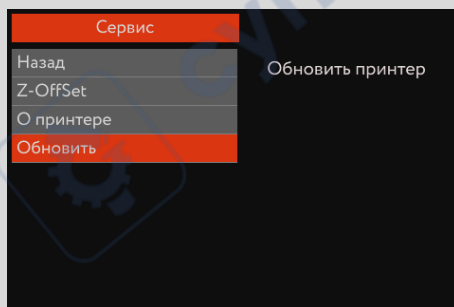 Сервис
Назад
Z-OffSet
О принтере
Обновить
Обновить принтер